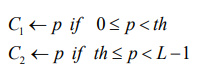 C₁ ← p if 0 ≤ p < th
C₂ ← p if th ≤ p < L − 1